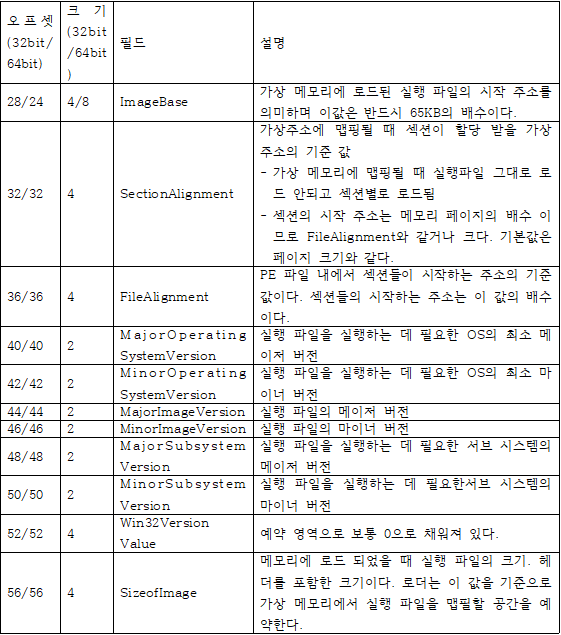 오프셋 크 기 필드 설명
(32bit/ (32bit
64bit) /64bit
)
28/24 4/8 ImageBase 가상 메모리에 로드된 실행 파일의 시작 주소를
의미하며 이값은 반드시 65KB의 배수이다.
32/32 4 SectionAlignment 가상주소에 맵핑될 때 섹션이 할당 받을 가상
주소의 기준 값
- 가상 메모리에 맵핑될 때 실행파일 그대로 로
드 안되고 섹션별로 로드됨
- 섹션의 시작 주소는 메모리 페이지의 배수 이
므로 FileAlignment와 같거나 크다. 기본값은
페이지 크기와 같다.
36/36 4 FileAlignment PE 파일 내에서 섹션들이 시작하는 주소의 기준
값이다. 섹션들의 시작하는 주소는 이 값의 배수
이다.
40/40 2 MajorOperating 실행 파일을 실행하는 데 필요한 OS의 최소 메
SystemVersion 이저 버전
42/42 2 MinorOperating 실행 파일을 실행하는 데 필요한 OS의 최소 마
SystemVersion 이너 버전
44/44 2 MajorImageVersion 실행 파일의 메이저 버전
46/46 2 MinorImageVersion 실행 파일의 마이너 버전
48/48 2 MajorSubsystem 실행 파일을 실행하는 데 필요한 서브 시스템의
Version 메이저 버전
50/50 2 MinorSubsystem 실행 파일을 실행하는 데 필요한서브 시스템의
Version 마이너 버전
52/52 4 Win32Version 예약 영역으로 보통 0으로 채워져 있다.
Value
56/56 4 SizeofImage 메모리에 로드 되었을 때 실행 파일의 크기. 헤
더를 포함한 크기이다. 로더는 이 값을 기준으로
가상 메모리에서 실행 파일을 맵핑할 공간을 예
약한다.